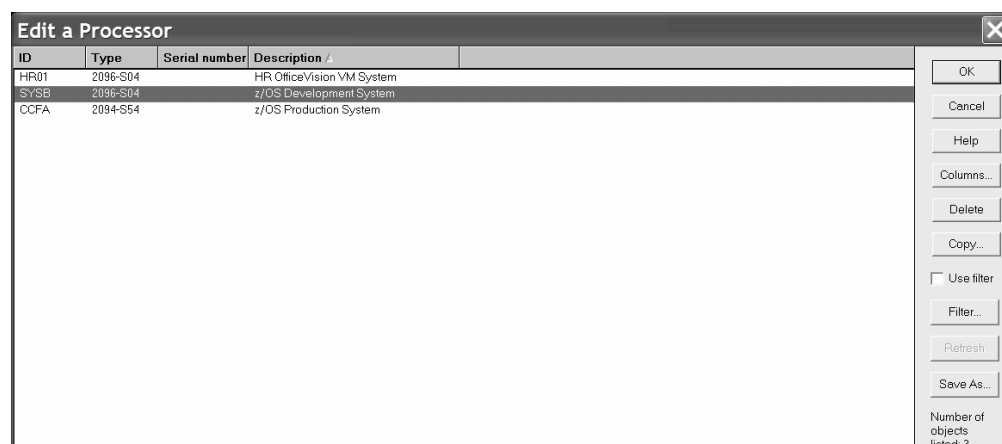 Edit a Processor
ID Type Serial number Description
HR01 2096-S04 HR OfficeVision VM System
SYSB 2096-S04 z/OS Development System
CCFA 2094-S54 z/OS Production System
OK
Cancel
Help
Columns...
Delete
Copy...
Use filter
Filter...
Refresh
Save As...
Number of
objects
listed: 3